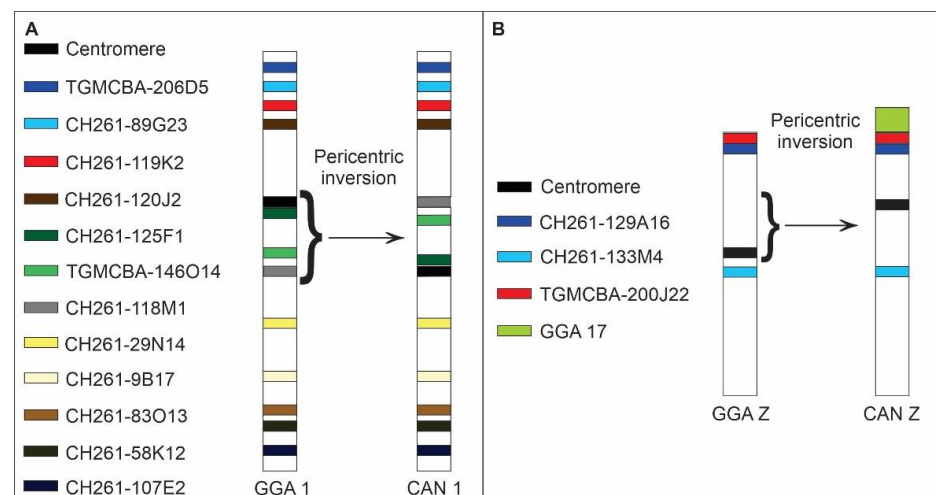 A
Centromere
TGMCBA-206D5
CH261-89G23
CH261-119K2
CH261-120J2
CH261-125F1
TGMCBA-146O14
CH261-118M1
CH261-29N14
CH261-9B17
CH261-83O13
CH261-58K12
CH261-107E2
Pericentric
inversion
GGA 1
CAN 1
B
Centromere
CH261-129A16
CH261-133M4
TGMCBA-200J22
GGA 17
Pericentric
inversion
GGA Z
CAN Z